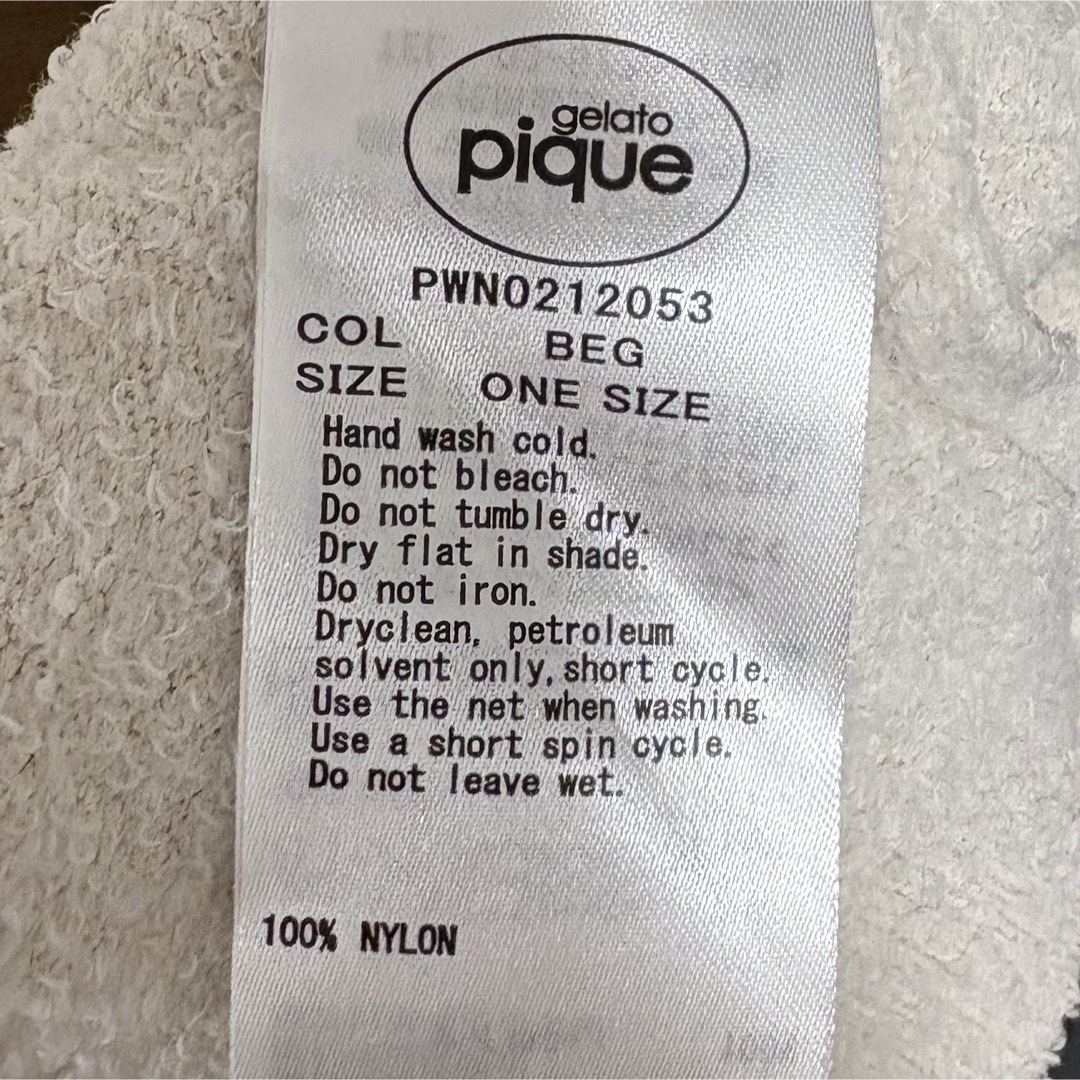 gelato
pique
PWNO212053
COL BEG
SIZE ONE SIZE
Hand wash cold.
Do not bleach.
Do not tumble dry.
Dry flat in shade.
Do not iron.
Dryclean, petroleum
solvent only, short cycle.
Use the net when washing.
Use a short spin cycle.
Do not leave wet.
100% NYLON